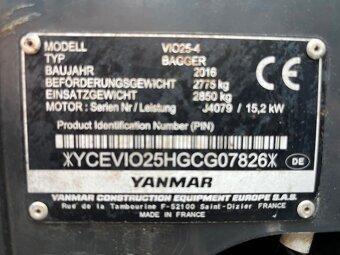 MODELL VIO25-4
TYP BAGGER
BAUJAHR 2016
BEFÖRDERUNGSGEWICHT 2775 kg
EINSATZGEWICHT 2850 kg
MOTOR : Serien Nr / Leistung J4079 / 15,2 kW
CE
Product Identification Number (PIN)
*YCEVIO25HGCG07826*
DE
YANMAR
YANMAR CONSTRUCTION EQUIPMENT EUROPE S.A.S.
Rue de la Tambourine F-52100 Saint-Dizier FRANCE
MADE IN FRANCE